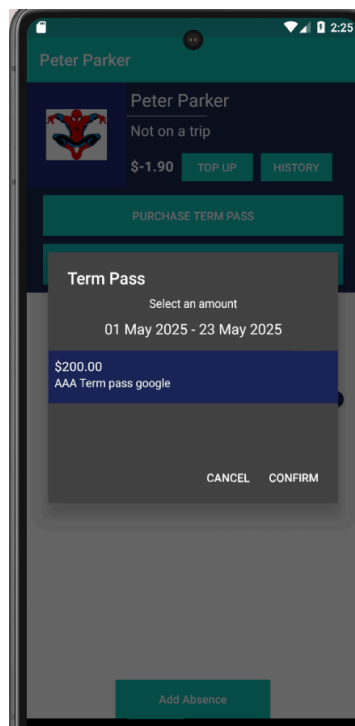 2:25
Peter Parker
Peter Parker
Not on a trip
$-1.90 TOP UP HISTORY
PURCHASE TERM PASS
Term Pass
Select an amount
01 May 2025 - 23 May 2025
$200.00
AAA Term pass google
CANCEL CONFIRM
Add Absence